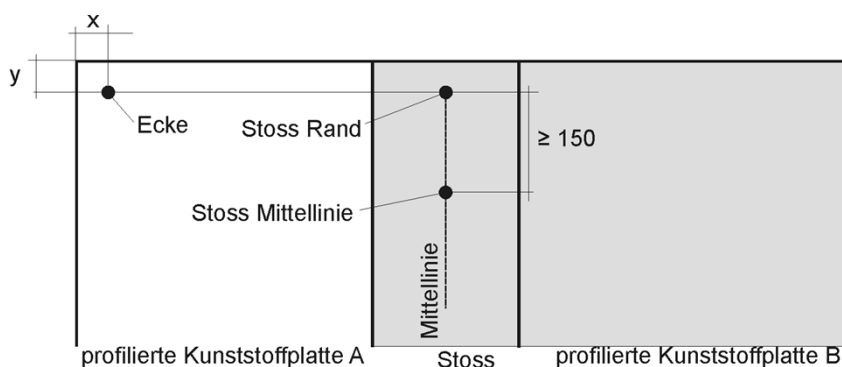 x
y
Ecke
Stoss Rand
≥ 150
Stoss Mittellinie
Mittellinie
profilierte Kunststoffplatte A
Stoss
profilierte Kunststoffplatte B